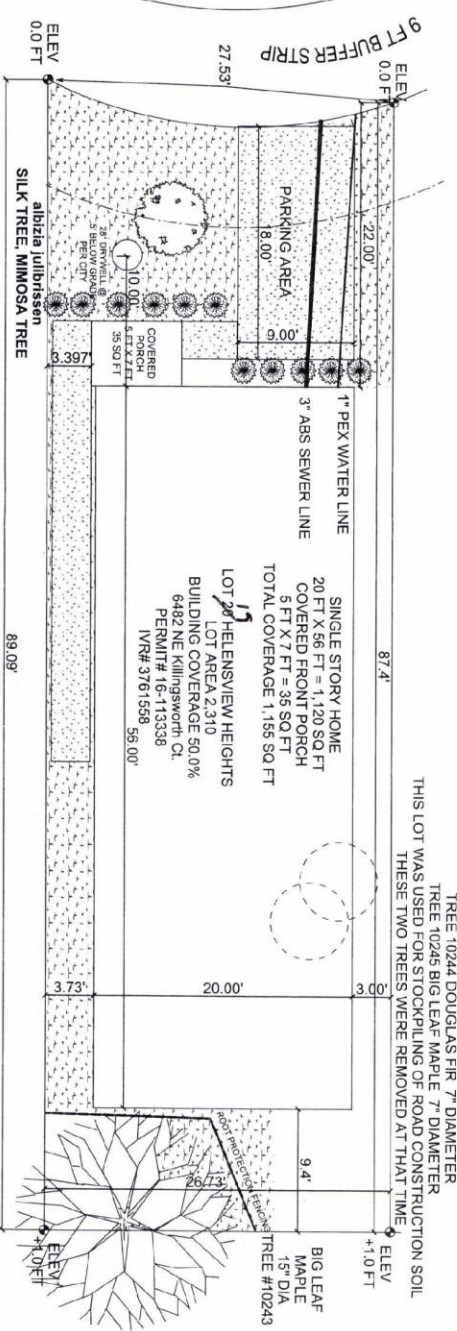 TREE 10244 DOUGLAS FIR 7" DIAMETER
TREE 10245 BIG LEAF MAPLE 7" DIAMETER
THIS LOT WAS USED FOR STOCKPILING OF ROAD CONSTRUCTION SOIL
THESE TWO TREES WERE REMOVED AT THAT TIME
9 FT BUFFER STRIP
ELEV
0.0 FT
22.00'
87.4'
ELEV
+1.0 FT
27.53'
PARKING AREA
18.00'
9.00'
1" PEX WATER LINE
3" ABS SEWER LINE
SINGLE STORY HOME
20 FT X 56 FT = 1,120 SQ FT
COVERED FRONT PORCH
5 FT X 7 FT = 35 SQ FT
TOTAL COVERAGE 1,155 SQ FT
LOT 20 19 HELENSVIEW HEIGHTS
LOT AREA 2,310
BUILDING COVERAGE 50.0%
6482 NE Killingsworth Ct.
PERMIT# 16-113338
IVR# 3761558
56.00'
3.00'
20.00'
3.73'
9.4'
BIG LEAF
MAPLE
15" DIA
TREE #10243
ROOT PROTECTION FENCING
26.73'
10.00'
COVERED
PORCH
5 FT X 7 FT
35 SQ FT
28" DRYWELL @
5' BELOW GRADE
PER CITY
3.397'
ELEV
0.0 FT
albizia julibrissen
SILK TREE, MIMOSA TREE
89.09'
ELEV
+1.0 FT